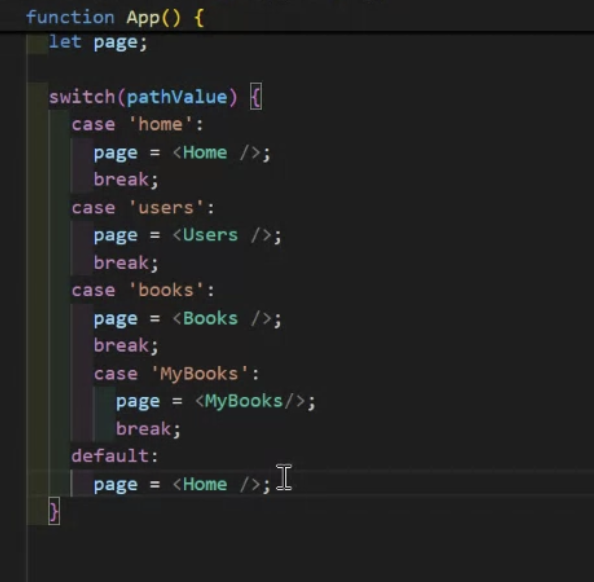 function App() {
let page;
switch(pathValue) {
case 'home':
page = <Home />;
break;
case 'users':
page = <Users />;
break;
case 'books':
page = <Books />;
break;
case 'MyBooks':
page = <MyBooks/>;
break;
default:
page = <Home />;
}